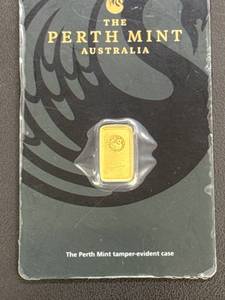 THE
PERTH MINT
AUSTRALIA
The Perth Mint tamper-evident case